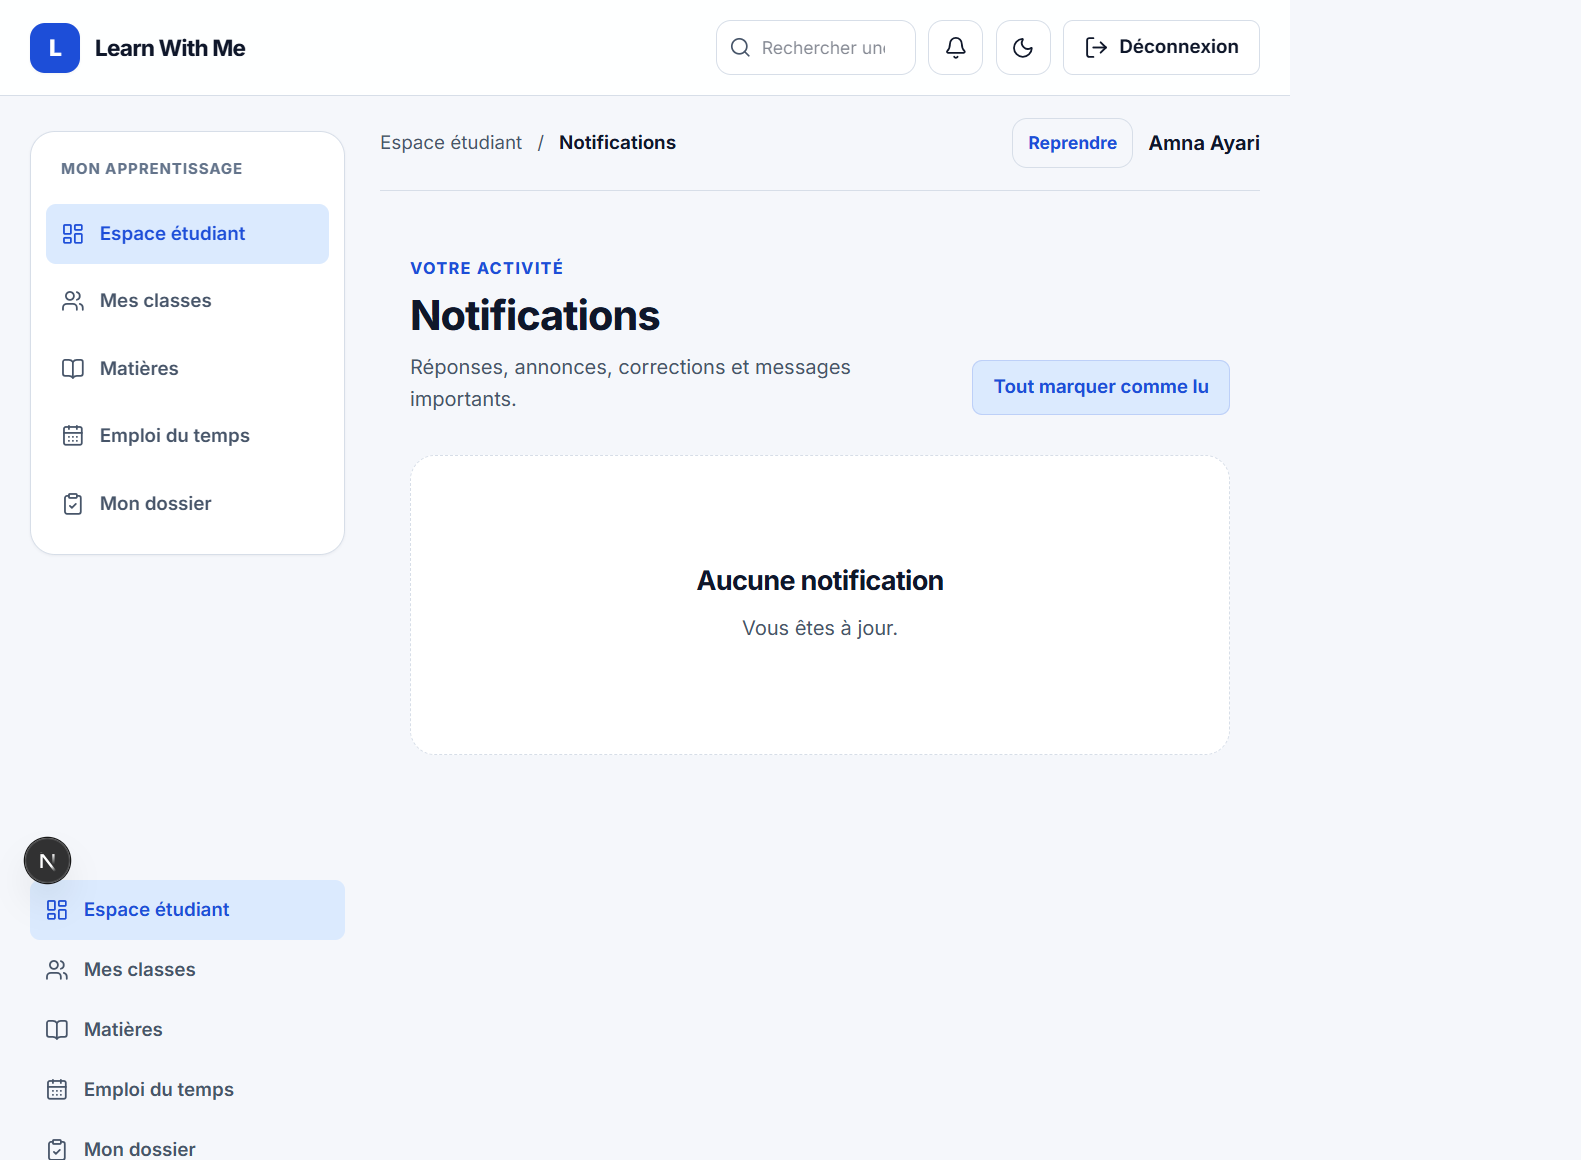 L Learn With Me
Rechercher un
Déconnexion
MON APPRENTISSAGE
Espace étudiant
Mes classes
Matières
Emploi du temps
Mon dossier
Espace étudiant / Notifications
Reprendre
Amna Ayari
VOTRE ACTIVITÉ
Notifications
Réponses, annonces, corrections et messages
importants.
Tout marquer comme lu
Aucune notification
Vous êtes à jour.
N
Espace étudiant
Mes classes
Matières
Emploi du temps
Mon dossier